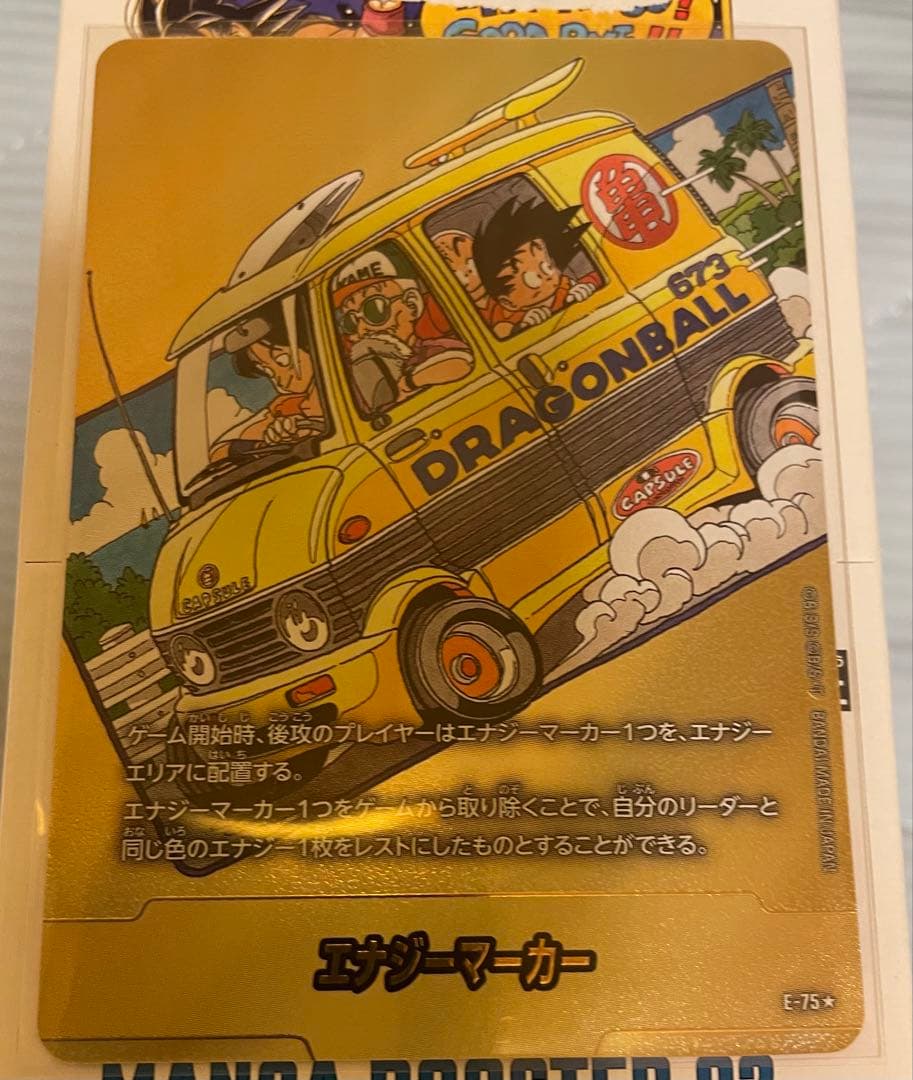 GOOD BUT!!
KAME
亀
673
DRAGONBALL
CAPSULE
CAPSULE
ゲーム開始時、後攻のプレイヤーはエナジーマーカー1つを、エナジー
エリアに配置する。
エナジーマーカー1つをゲームから取り除くことで、自分のリーダーと
同じ色のエナジー1枚をレストにしたものとすることができる。
BANDAI MADE IN JAPAN
エナジーマーカー
E-75★
MANGA BOOSTER 02